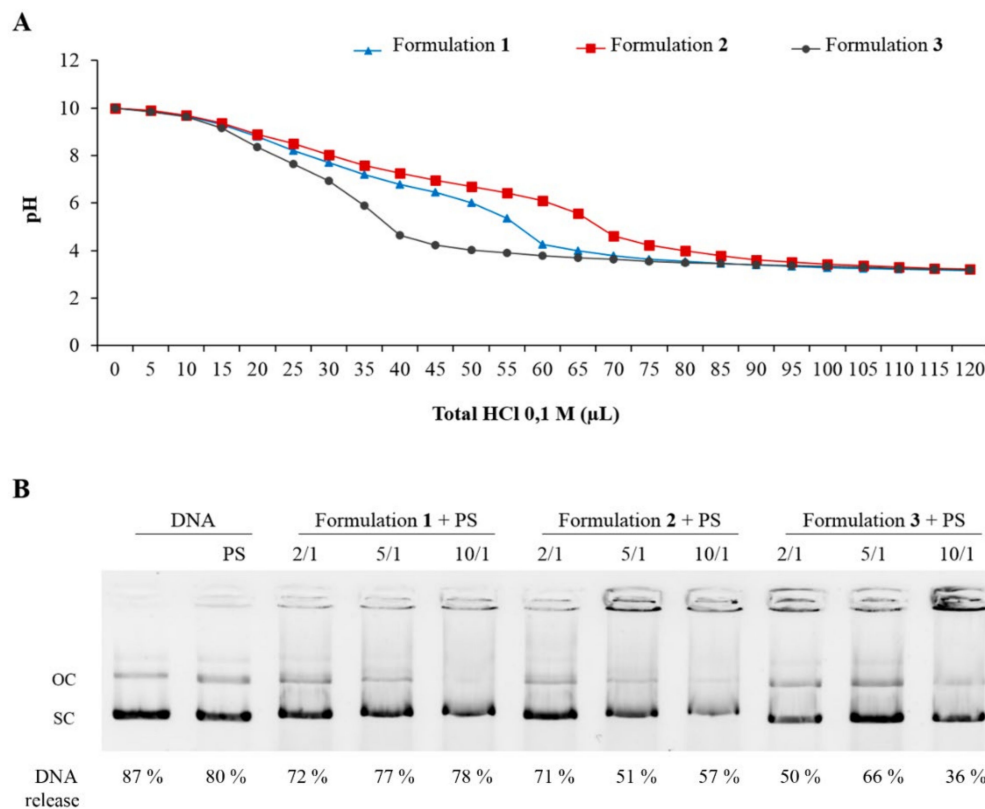 A
Formulation 1 Formulation 2 Formulation 3
12
10
8
6
4
2
0
pH
0 5 10 15 20 25 30 35 40 45 50 55 60 65 70 75 80 85 90 95 100 105 110 115 120
Total HCl 0,1 M (µL)
B
DNA Formulation 1 + PS Formulation 2 + PS Formulation 3 + PS
PS 2/1 5/1 10/1 2/1 5/1 10/1 2/1 5/1 10/1
OC
SC
DNA release 87 % 80 % 72 % 77 % 78 % 71 % 51 % 57 % 50 % 66 % 36 %